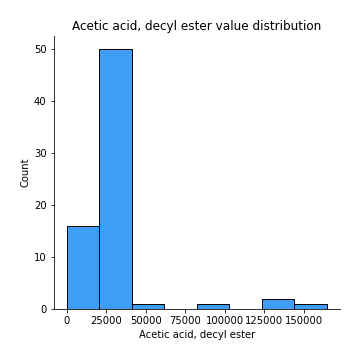 Acetic acid, decyl ester value distribution
50
40
30
20
10
0
Count
0 25000 50000 75000 100000 125000 150000
Acetic acid, decyl ester